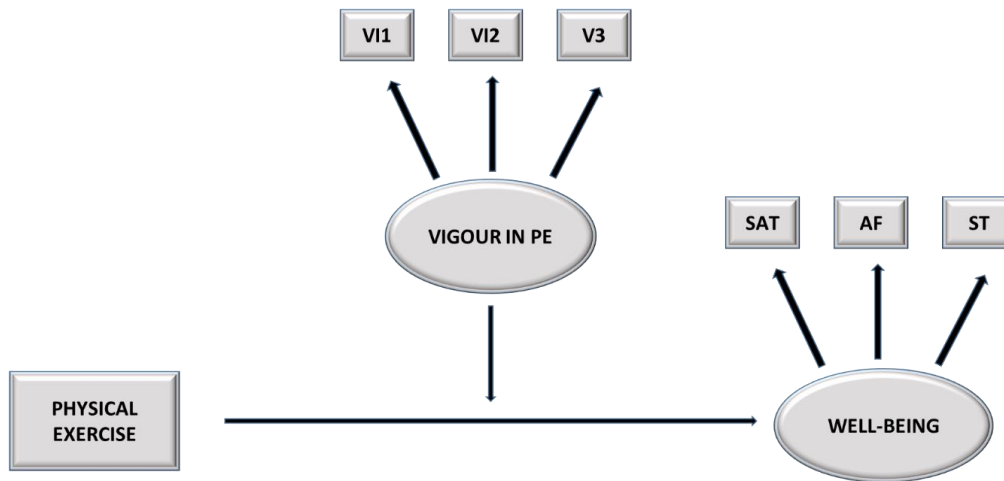 VI1
VI2
V3
VIGOUR IN PE
SAT
AF
ST
PHYSICAL
EXERCISE
WELL-BEING